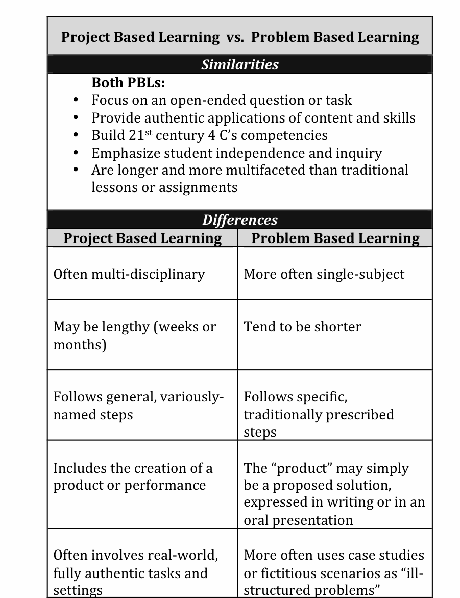 Project Based Learning vs. Problem Based Learning
Similarities
Both PBLs:
• Focus on an open-ended question or task
• Provide authentic applications of content and skills
• Build 21st century 4 C's competencies
• Emphasize student independence and inquiry
• Are longer and more multifaceted than traditional
lessons or assignments
Differences
Project Based Learning
Problem Based Learning
Often multi-disciplinary
More often single-subject
May be lengthy (weeks or
months)
Tend to be shorter
Follows general, variously-
named steps
Follows specific,
traditionally prescribed
steps
Includes the creation of a
product or performance
The “product” may simply
be a proposed solution,
expressed in writing or in an
oral presentation
Often involves real-world,
fully authentic tasks and
settings
More often uses case studies
or fictitious scenarios as “ill-
structured problems”